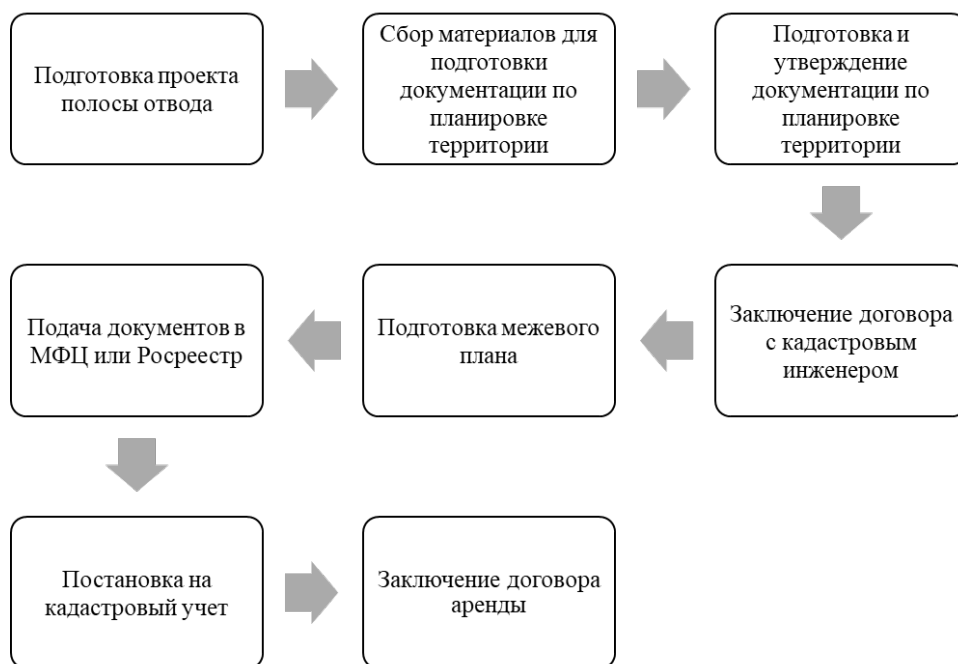 Подготовка проекта
полосы отвода
Сбор материалов для
подготовки
документации по
планировке
территории
Подготовка и
утверждение
документации по
планировке
территории
Заключение договора
с кадастровым
инженером
Подготовка межевого
плана
Подача документов в
МФЦ или Росреестр
Постановка на
кадастровый учет
Заключение договора
аренды